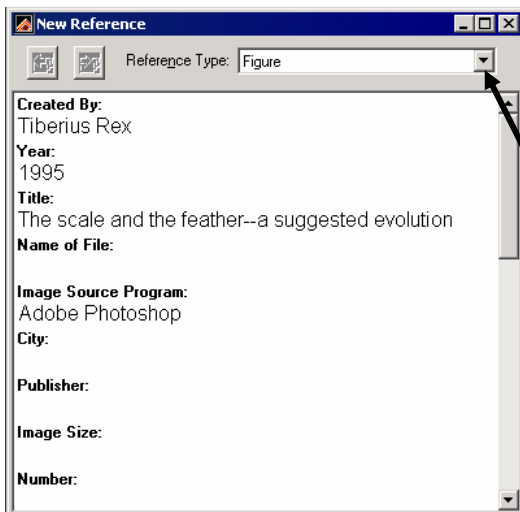 New Reference
Reference Type: Figure
Created By:
Tiberius Rex
Year:
1995
Title:
The scale and the feather--a suggested evolution
Name of File:
Image Source Program:
Adobe Photoshop
City:
Publisher:
Image Size:
Number: